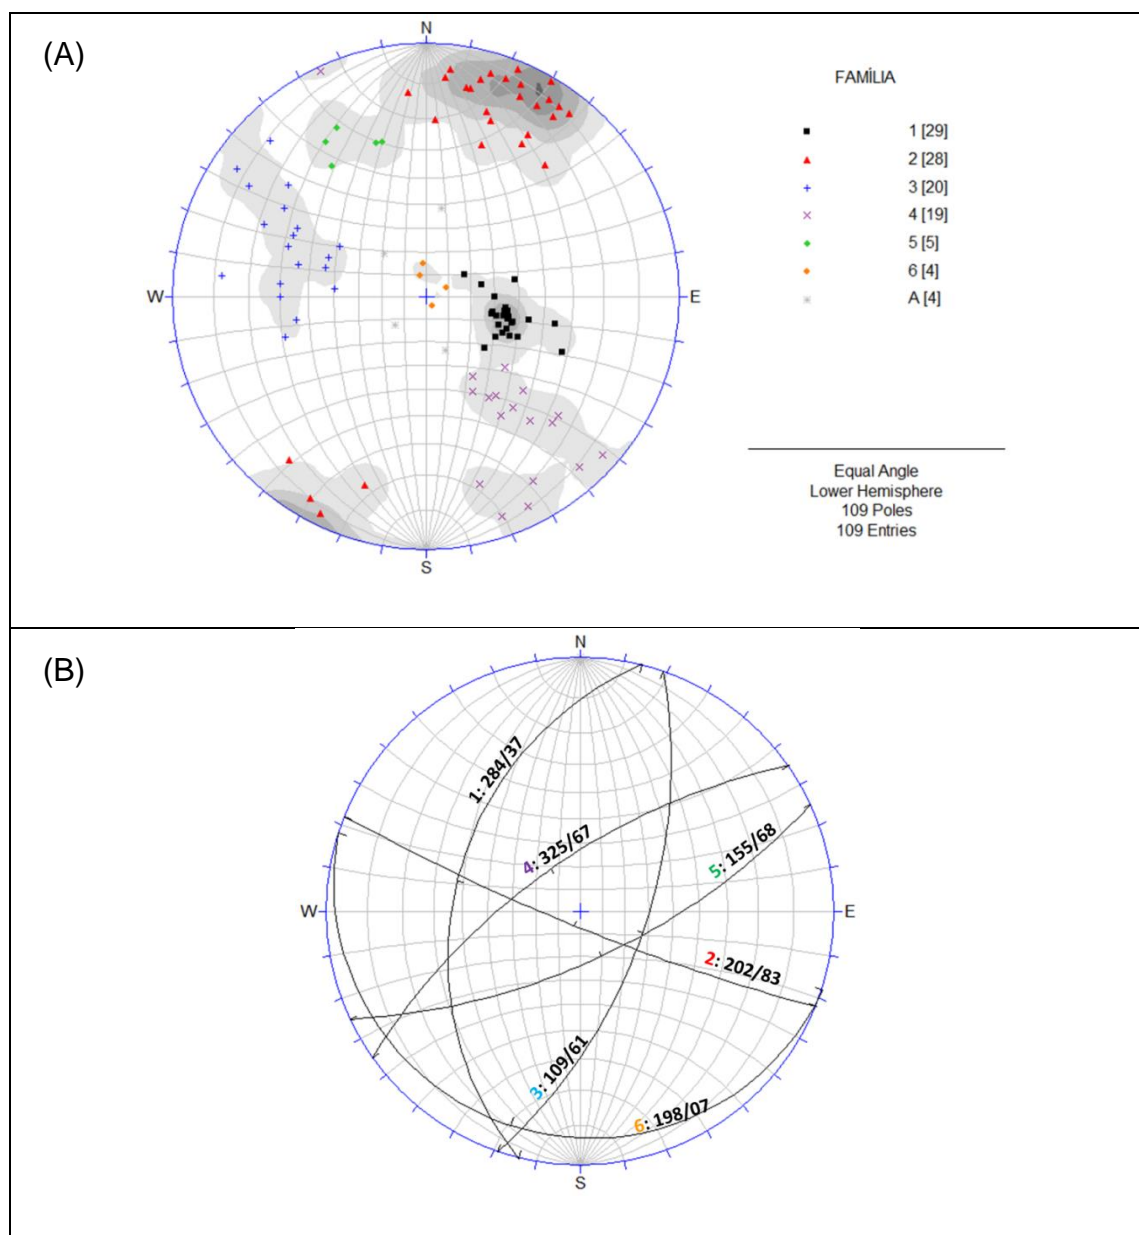 (A)
N
W
E
S
FAMÍLIA
1 [29]
2 [28]
3 [20]
4 [19]
5 [5]
6 [4]
A [4]
Equal Angle
Lower Hemisphere
109 Poles
109 Entries
(B)
N
1: 284/37
4: 325/67
5: 155/68
W
E
2: 202/83
3: 109/61
6: 198/07
S